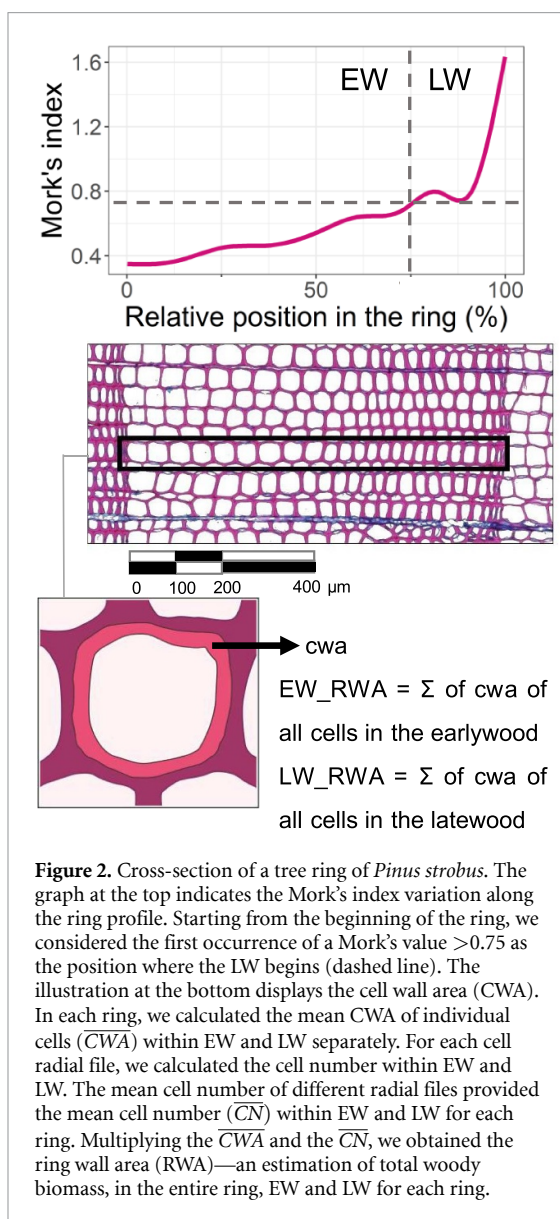 EW LW
1.6
1.2
0.8
0.4
Mork's index
0 50 100
Relative position in the ring (%)
0 100 200 400 μm
cwa
EW_RWA = Σ of cwa of
all cells in the earlywood
LW_RWA = Σ of cwa of
all cells in the latewood
Figure 2. Cross-section of a tree ring of Pinus strobus. The
graph at the top indicates the Mork's index variation along
the ring profile. Starting from the beginning of the ring, we
considered the first occurrence of a Mork's value >0.75 as
the position where the LW begins (dashed line). The
illustration at the bottom displays the cell wall area (CWA).
In each ring, we calculated the mean CWA of individual
cells (C̅W̅A̅) within EW and LW separately. For each cell
radial file, we calculated the cell number within EW and
LW. The mean cell number of different radial files provided
the mean cell number (C̅N̅) within EW and LW for each
ring. Multiplying the C̅W̅A̅ and the C̅N̅, we obtained the
ring wall area (RWA)—an estimation of total woody
biomass, in the entire ring, EW and LW for each ring.